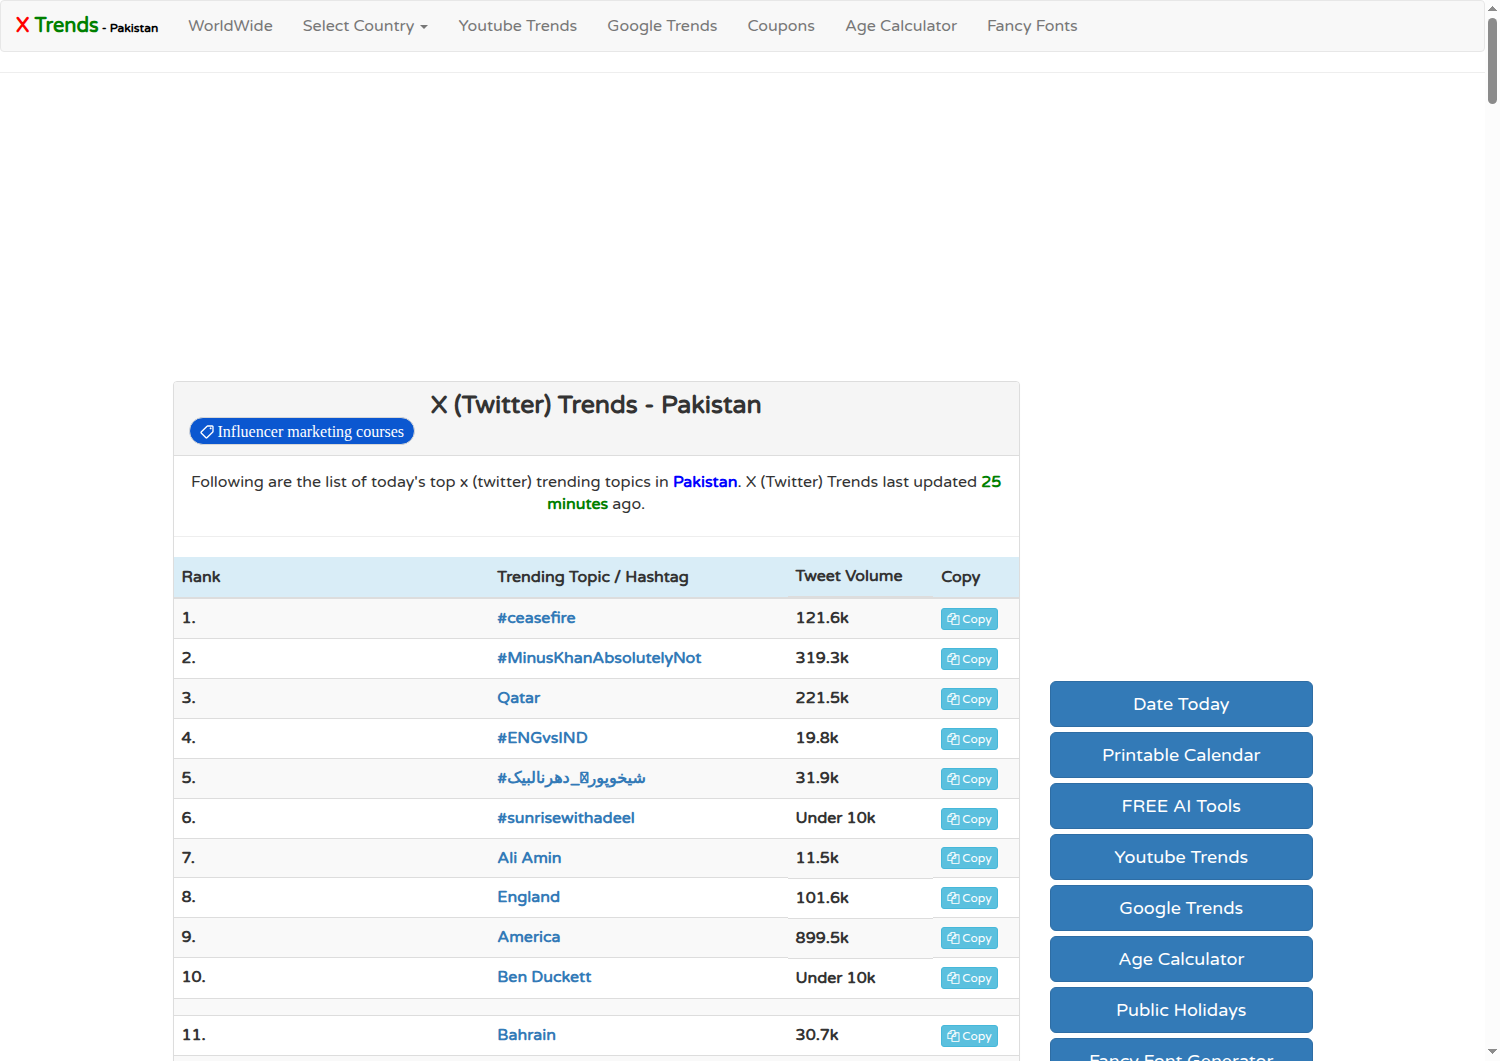 X Trends - Pakistan WorldWide Select Country Youtube Trends Google Trends Coupons Age Calculator Fancy Fonts
X (Twitter) Trends - Pakistan
Influencer marketing courses
Following are the list of today's top x (twitter) trending topics in Pakistan. X (Twitter) Trends last updated 25
minutes ago.
Rank Trending Topic / Hashtag Tweet Volume Copy
1. #ceasefire 121.6k Copy
2. #MinusKhanAbsolutelyNot 319.3k Copy
3. Qatar 221.5k Copy
4. #ENGvsIND 19.8k Copy
5. 31.9k Copy
6. #sunrisewithadeel Under 10k Copy
7. Ali Amin 11.5k Copy
8. England 101.6k Copy
9. America 899.5k Copy
10. Ben Duckett Under 10k Copy
11. Bahrain 30.7k Copy
Date Today
Printable Calendar
FREE AI Tools
Youtube Trends
Google Trends
Age Calculator
Public Holidays
Fancy Font Generator